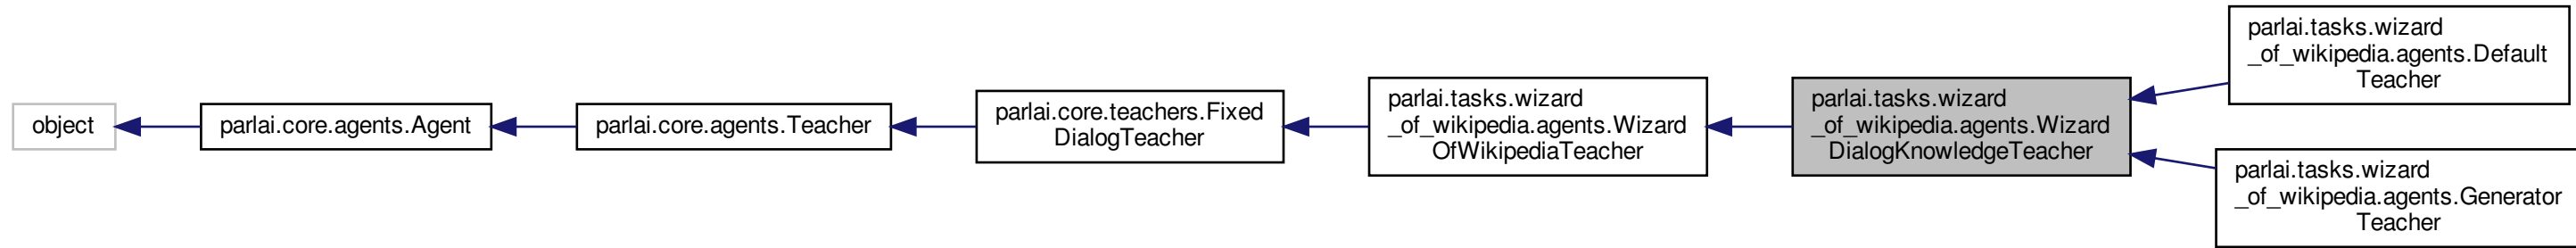 object
parlai.core.agents.Agent
parlai.core.agents.Teacher
parlai.core.teachers.Fixed
DialogTeacher
parlai.tasks.wizard
_of_wikipedia.agents.Wizard
OfWikipediaTeacher
parlai.tasks.wizard
_of_wikipedia.agents.Wizard
DialogKnowledgeTeacher
parlai.tasks.wizard
_of_wikipedia.agents.Default
Teacher
parlai.tasks.wizard
_of_wikipedia.agents.Generator
Teacher